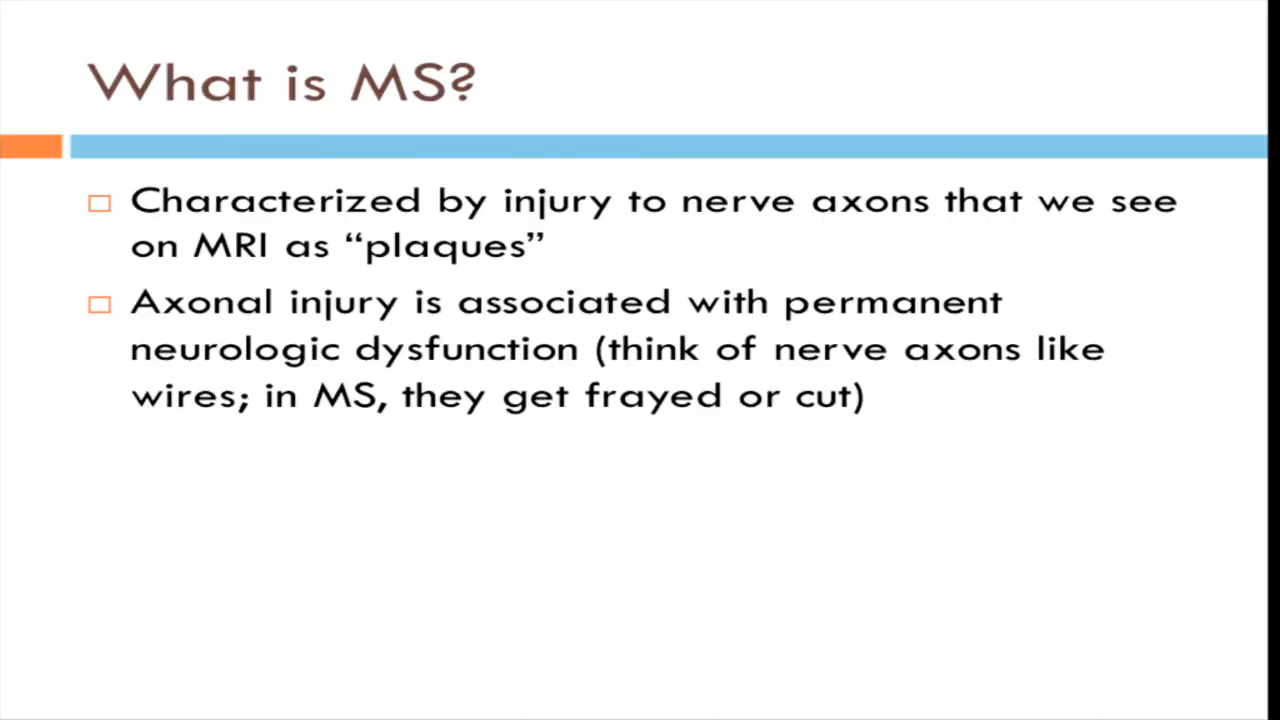 What is MS?
Characterized by injury to nerve axons that we see
on MRI as “plaques”
Axonal injury is associated with permanent
neurologic dysfunction (think of nerve axons like
wires; in MS, they get frayed or cut)